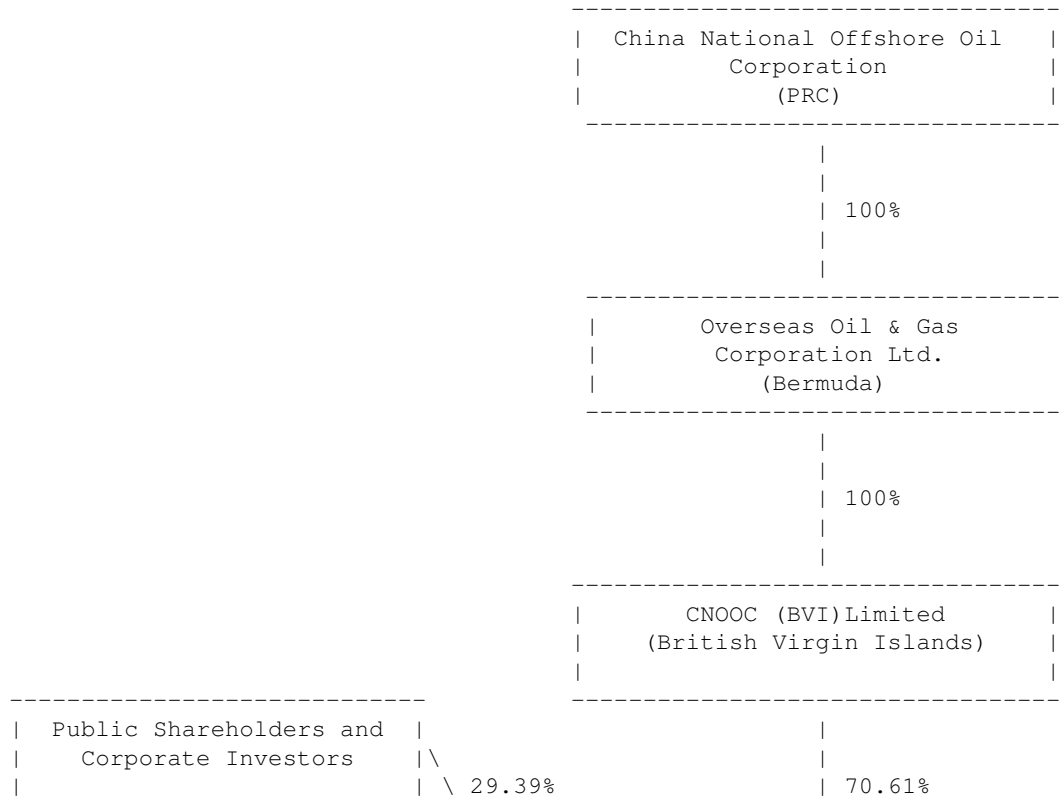 China National Offshore Oil
Corporation
(PRC)
100%
Overseas Oil & Gas
Corporation Ltd.
(Bermuda)
100%
CNOOC (BVI)Limited
(British Virgin Islands)
Public Shareholders and
Corporate Investors
29.39%
70.61%